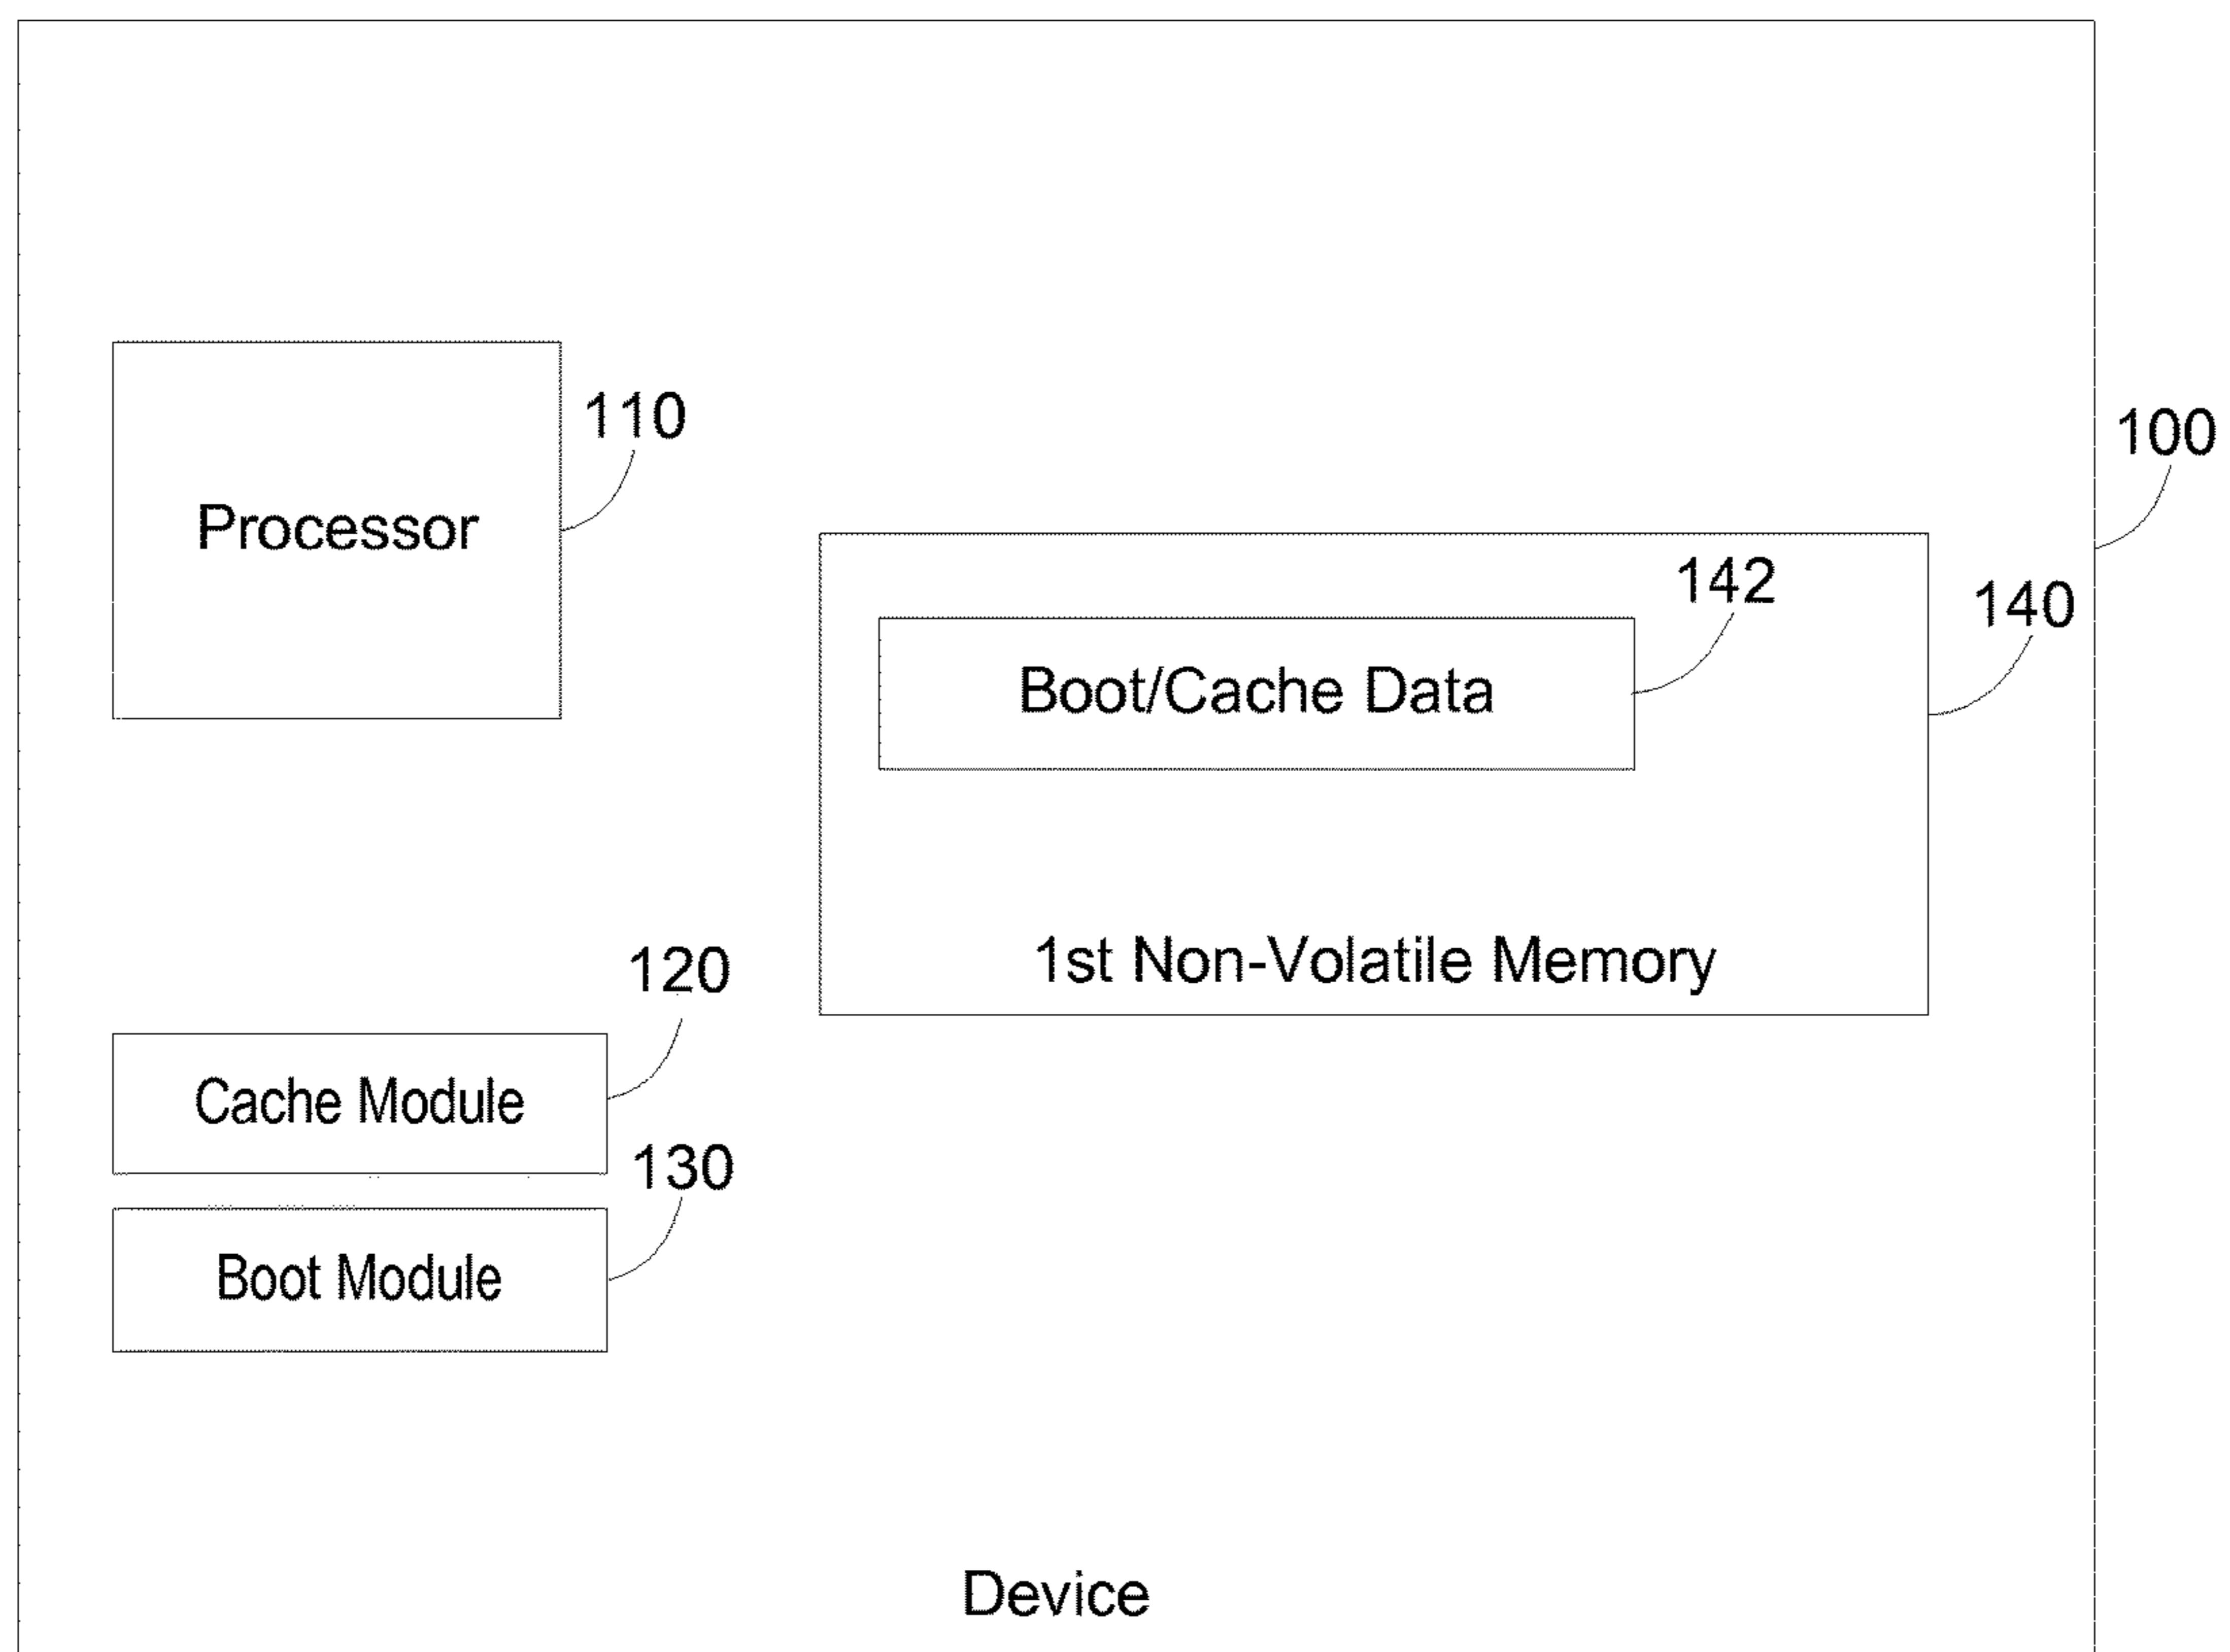 110
100
Processor
142
140
Boot/Cache Data
1st Non-Volatile Memory
120
Cache Module
130
Boot Module
Device